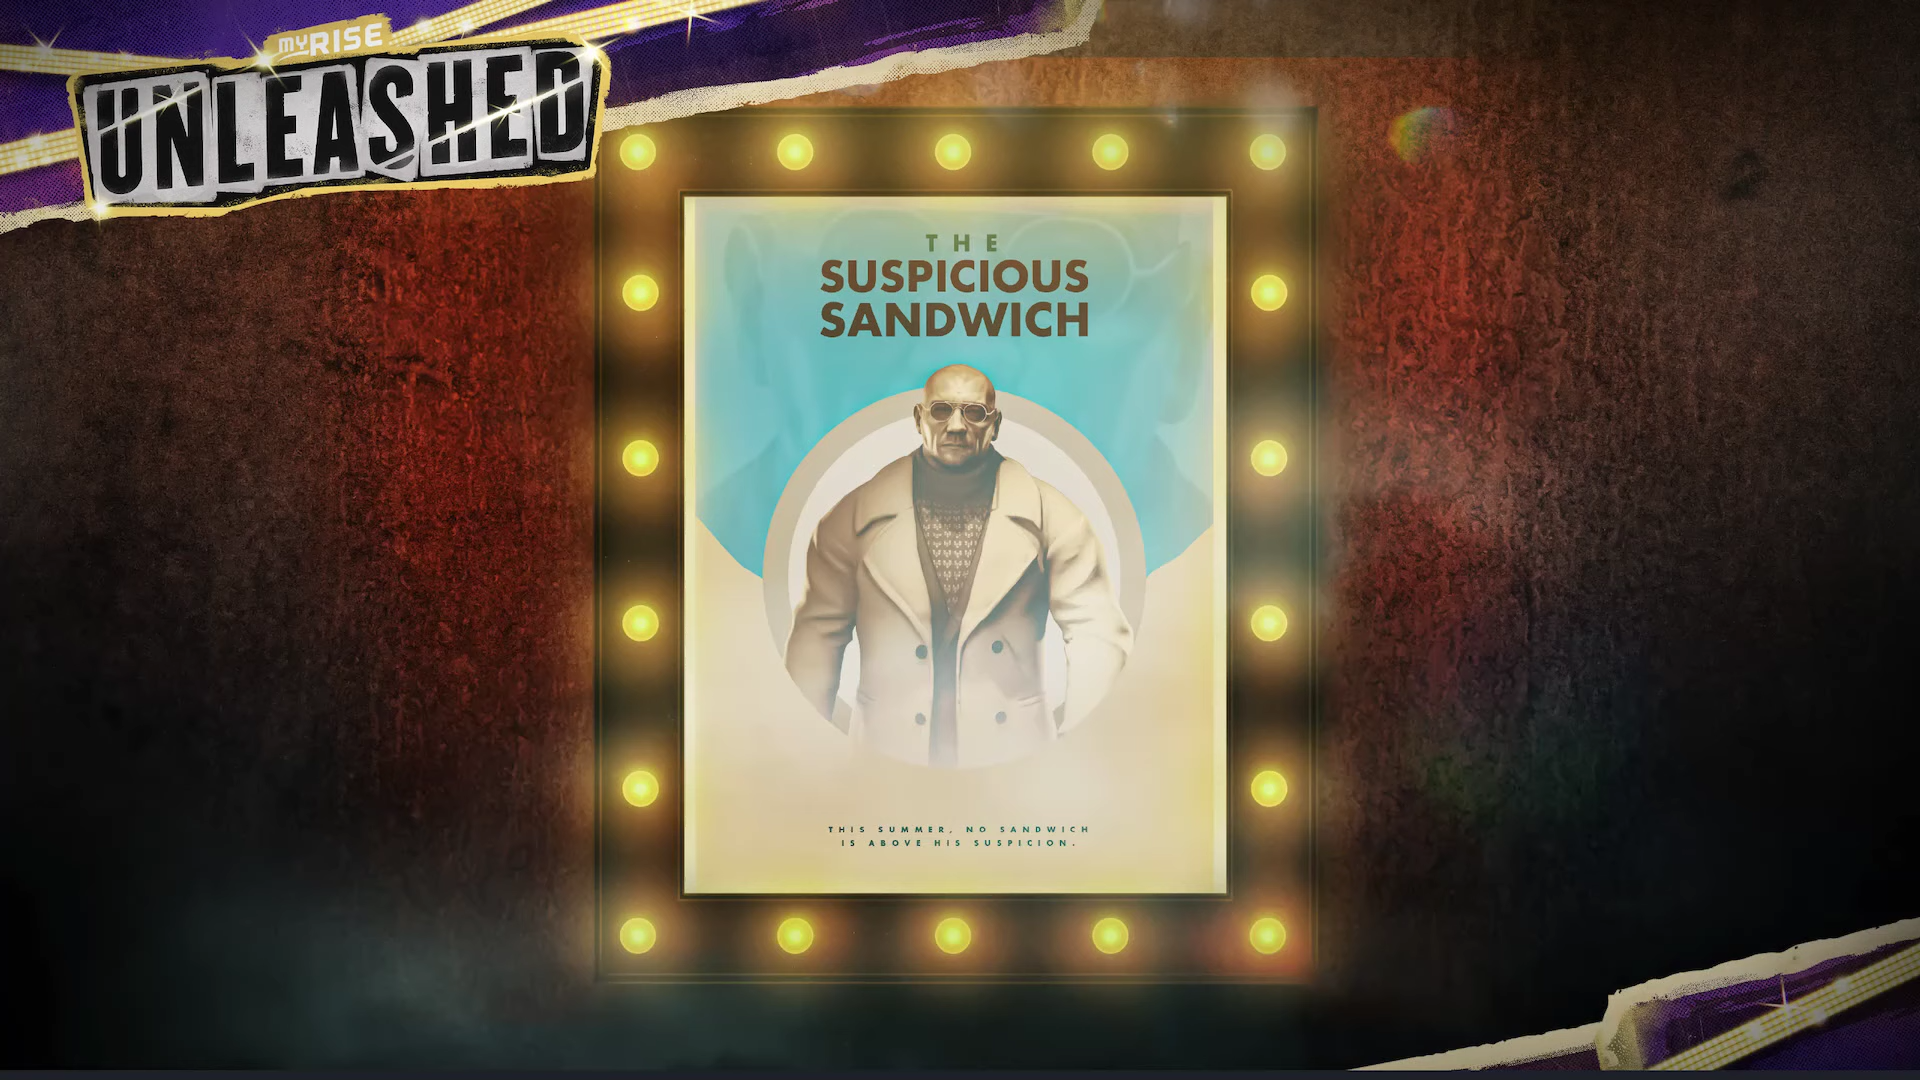 MYRISE
UNLEASHED
THE
SUSPICIOUS
SANDWICH
THIS SUMMER, NO SANDWICH
IS ABOVE HIS SUSPICION.